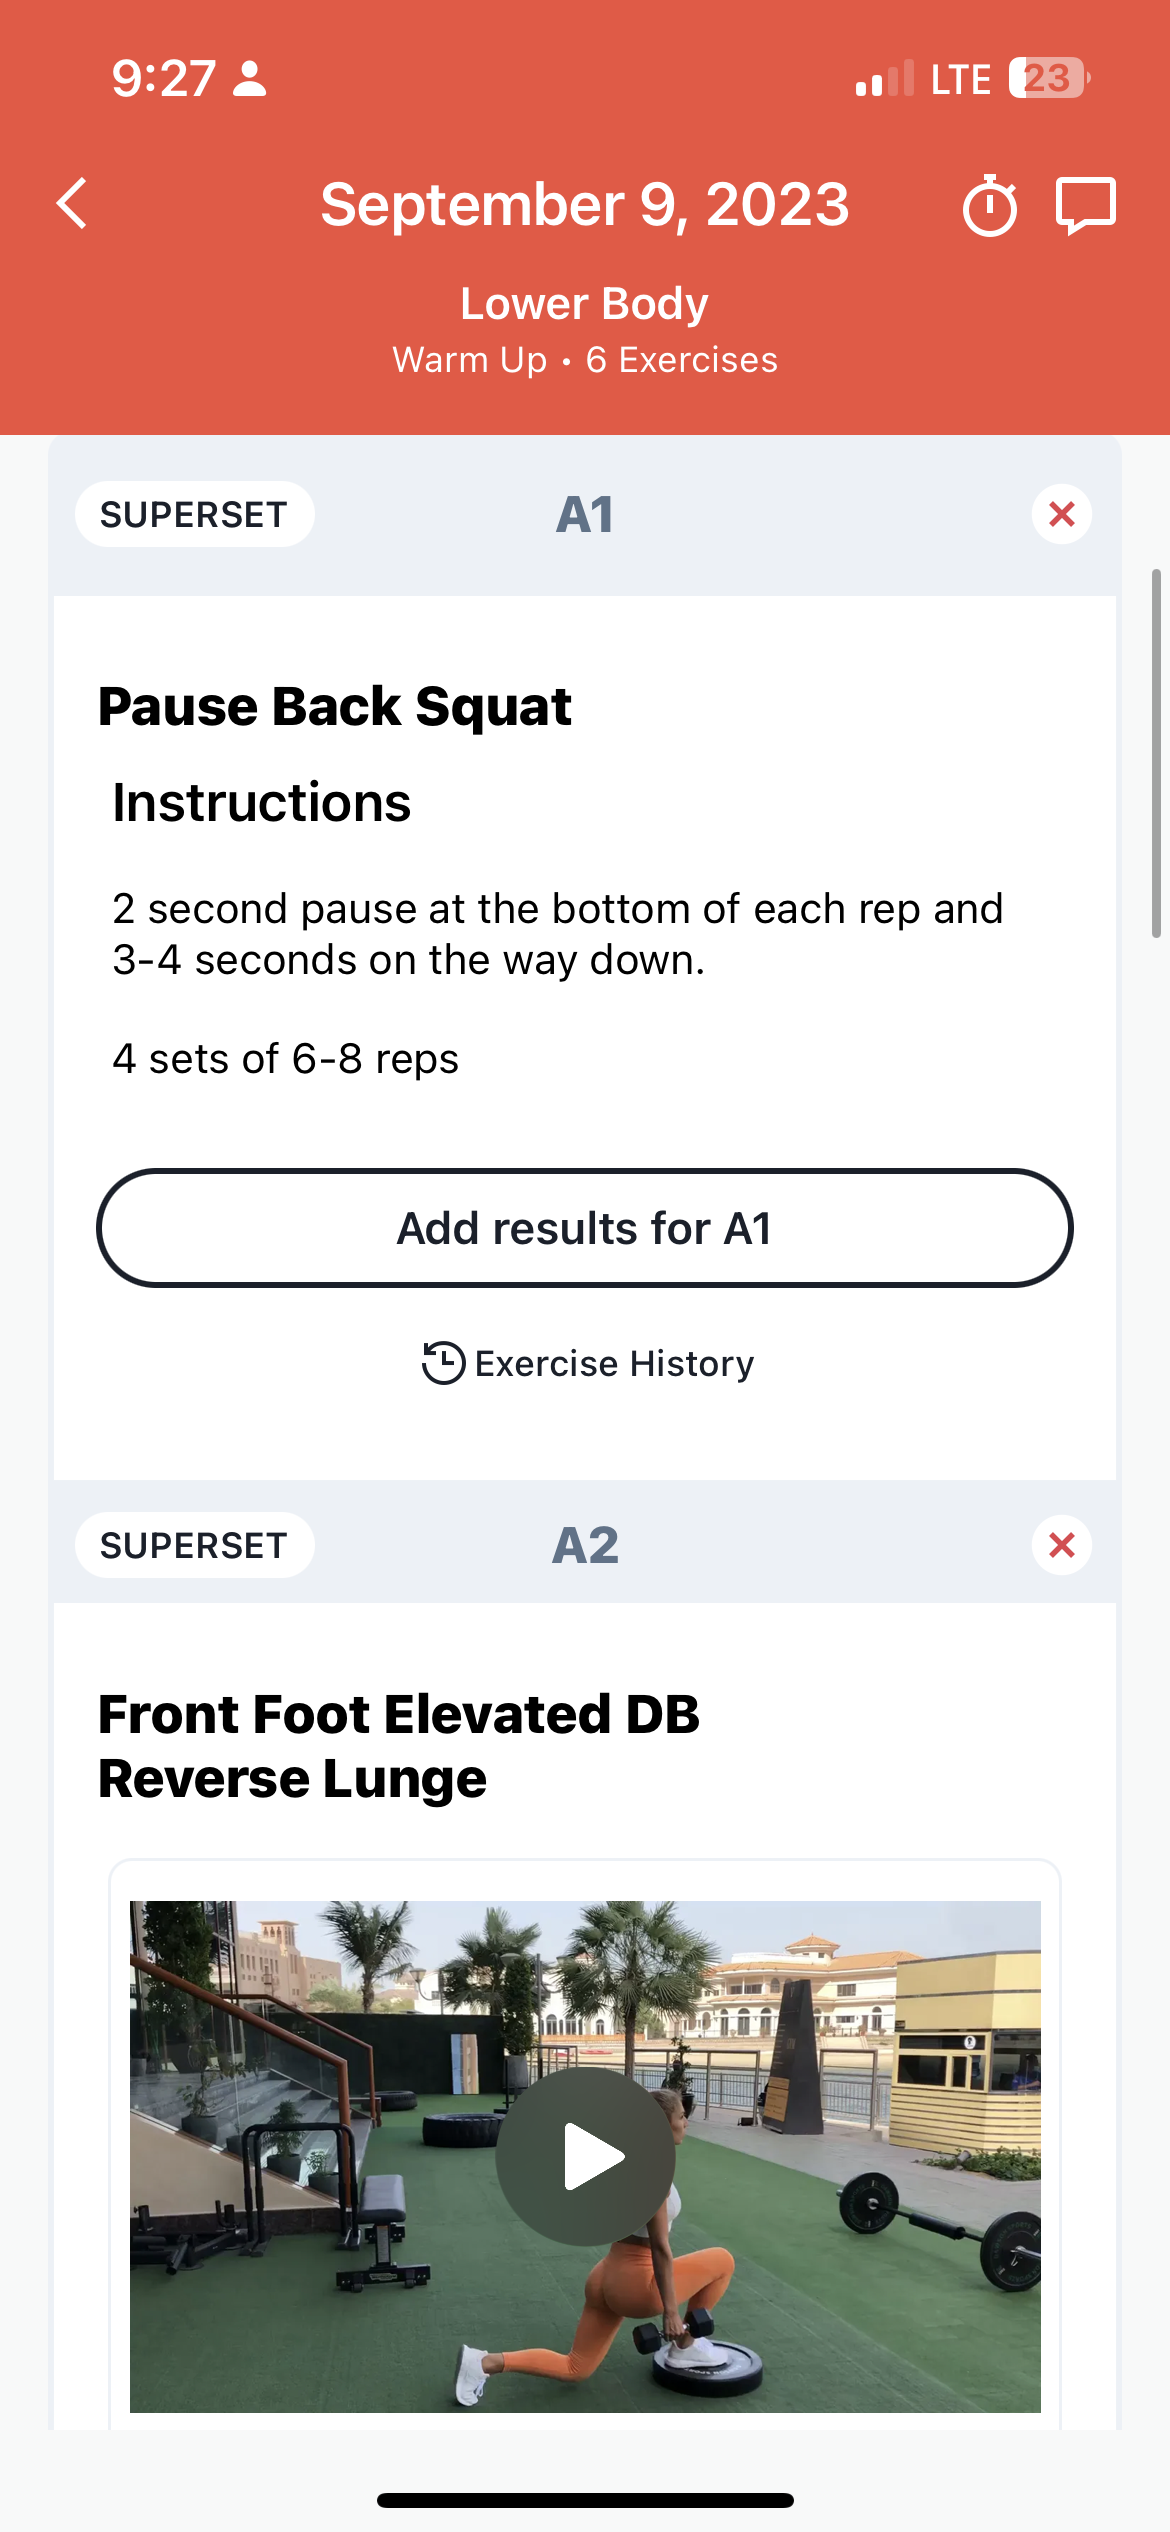 9:27
LTE 23
September 9, 2023
Lower Body
Warm Up • 6 Exercises
SUPERSET A1
Pause Back Squat
Instructions
2 second pause at the bottom of each rep and
3-4 seconds on the way down.
4 sets of 6-8 reps
Add results for A1
Exercise History
SUPERSET A2
Front Foot Elevated DB
Reverse Lunge